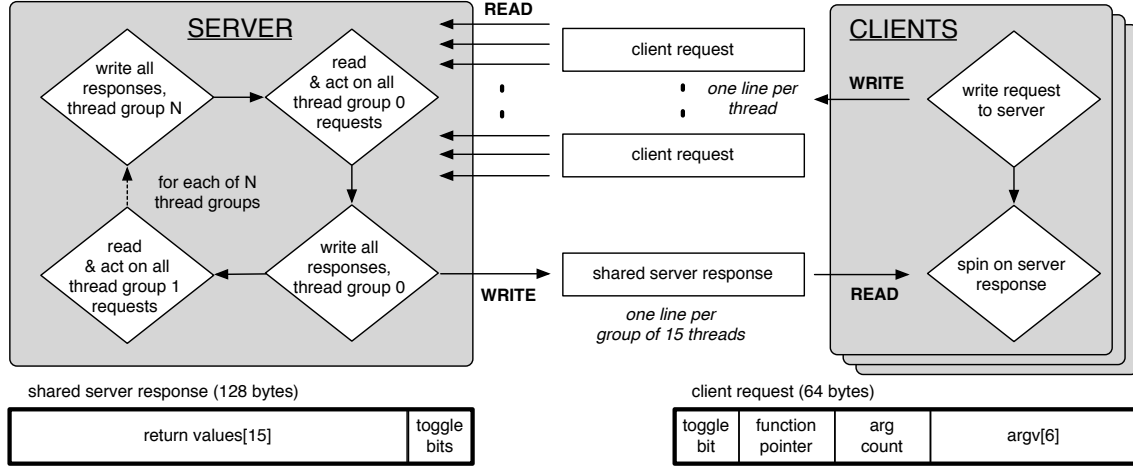 SERVER
write all
responses,
thread group N
read
& act on all
thread group 0
requests
for each of N
thread groups
read
& act on all
thread group 1
requests
write all
responses,
thread group 0
READ
client request
one line per
thread
client request
WRITE
shared server response
one line per
group of 15 threads
CLIENTS
WRITE
write request
to server
spin on server
response
READ
shared server response (128 bytes)
return values[15]
toggle
bits
client request (64 bytes)
toggle
bit
function
pointer
arg
count
argv[6]